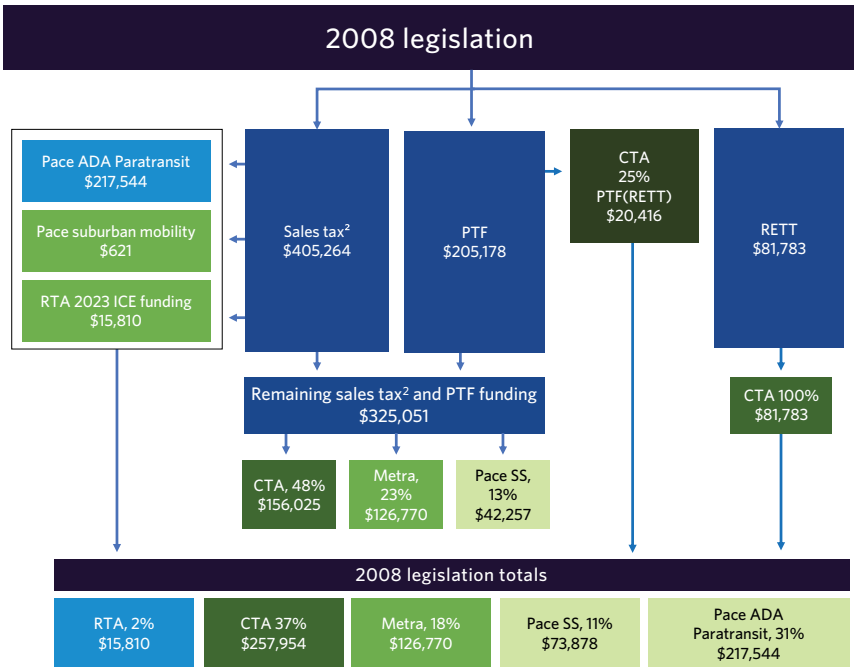 2008 legislation
Pace ADA Paratransit
$217,544
Pace suburban mobility
$621
RTA 2023 ICE funding
$15,810
Sales tax²
$405,264
PTF
$205,178
CTA
25%
PTF(RETT)
$20,416
RETT
$81,783
Remaining sales tax² and PTF funding
$325,051
CTA 100%
$81,783
CTA, 48%
$156,025
Metra,
23%
$126,770
Pace SS,
13%
$42,257
2008 legislation totals
RTA, 2%
$15,810
CTA 37%
$257,954
Metra, 18%
$126,770
Pace SS, 11%
$73,878
Pace ADA
Paratransit, 31%
$217,544